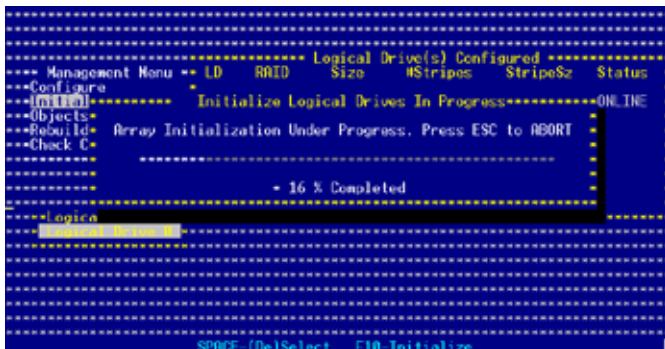 Logical Drive(s) Configured
Management Menu LD RAID Size #Stripes StripeSz Status
Configure
Initial Initialize Logical Drives In Progress ONLINE
Objects
Rebuild Array Initialization Under Progress. Press ESC to ABORT
Check C
16 % Completed
Logica
Logical Drive 0
SPACE-(De)Select F10-Initialize